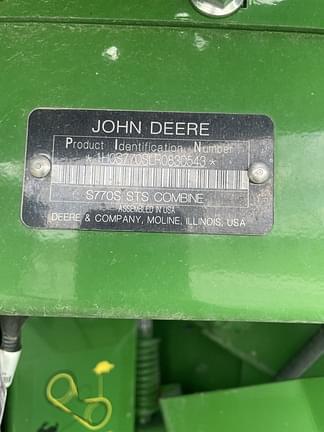 JOHN DEERE
Product Identification Number
*1H0S770SLR0830543*
S770S STS COMBINE
ASSEMBLED IN USA
DEERE & COMPANY, MOLINE, ILLINOIS, USA